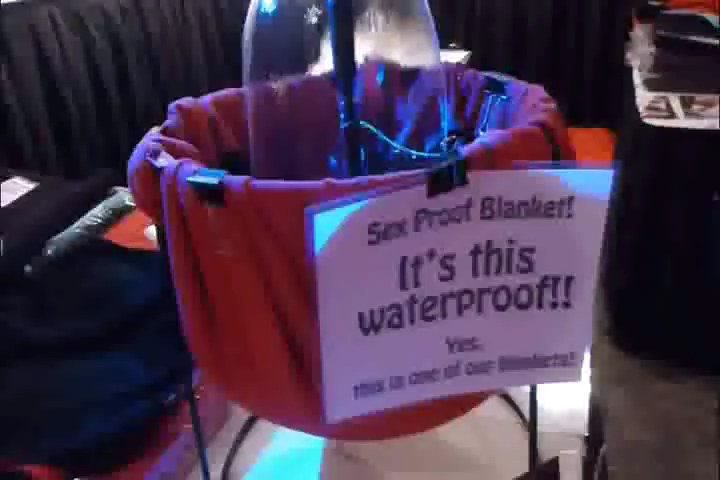 Sex Proof Blanket!
It's this
waterproof!!
Yes,
this is one of our blankets!!